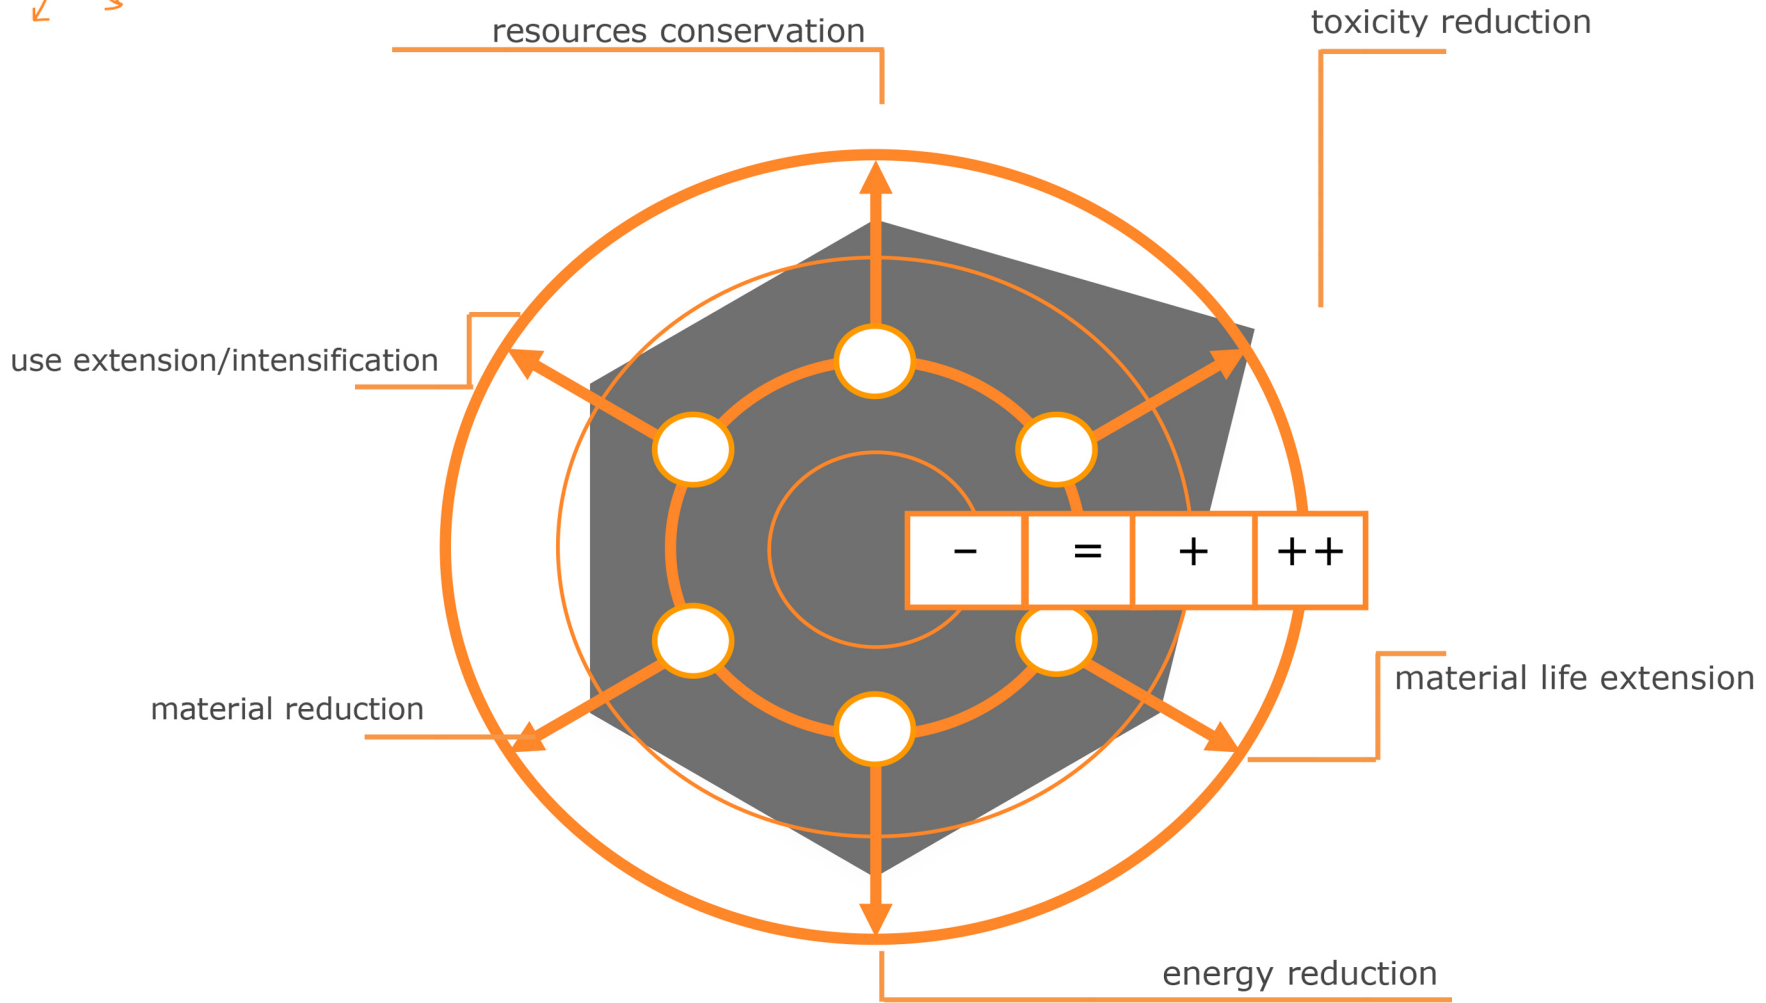 resources conservation
toxicity reduction
use extension/intensification
– = + ++
material life extension
material reduction
energy reduction